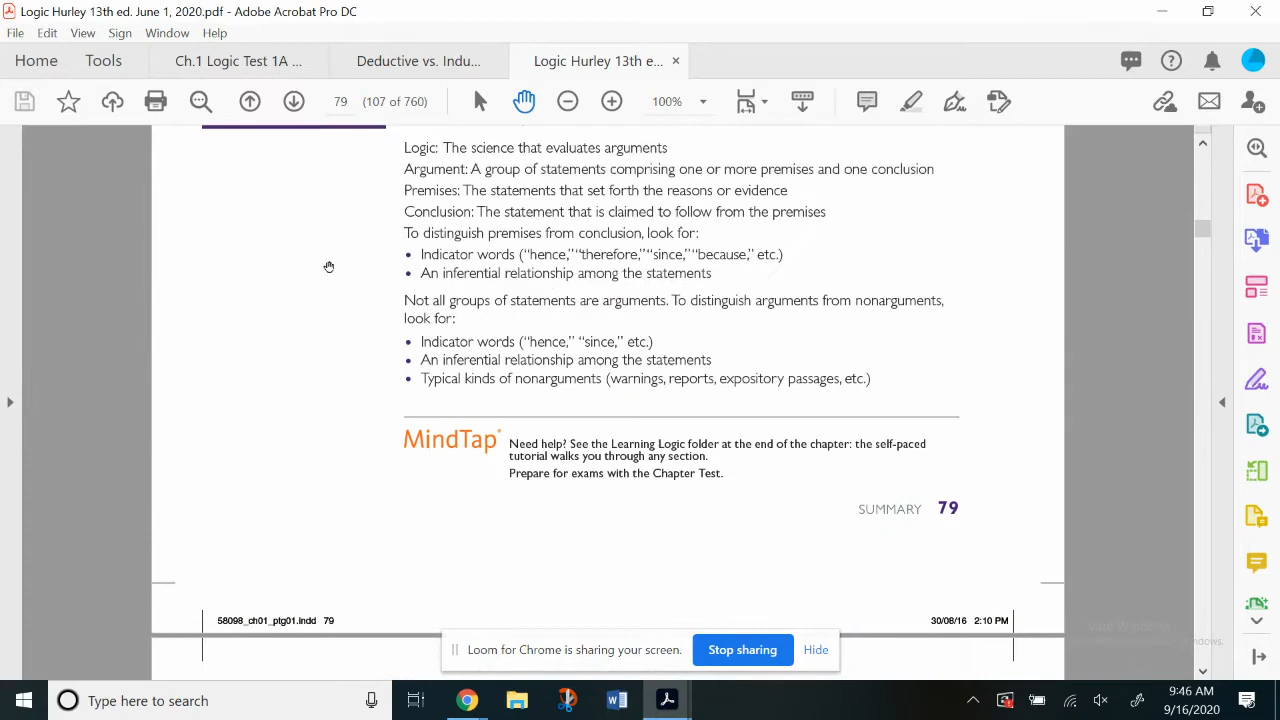 Logic Hurley 13th ed. June 1, 2020.pdf - Adobe Acrobat Pro DC
File Edit View Sign Window Help
Home Tools Ch.1 Logic Test 1A ... Deductive vs. Indu... Logic Hurley 13th e... ×
79 (107 of 760) 100%
Logic: The science that evaluates arguments
Argument: A group of statements comprising one or more premises and one conclusion
Premises: The statements that set forth the reasons or evidence
Conclusion: The statement that is claimed to follow from the premises
To distinguish premises from conclusion, look for:
• Indicator words (“hence,” “therefore,” “since,” “because,” etc.)
• An inferential relationship among the statements
Not all groups of statements are arguments. To distinguish arguments from nonarguments,
look for:
• Indicator words (“hence,” “since,” etc.)
• An inferential relationship among the statements
• Typical kinds of nonarguments (warnings, reports, expository passages, etc.)
MindTap® Need help? See the Learning Logic folder at the end of the chapter: the self-paced
tutorial walks you through any section.
Prepare for exams with the Chapter Test.
SUMMARY 79
58098_ch01_ptg01.indd 79 30/08/16 2:10 PM
Loom for Chrome is sharing your screen. Stop sharing Hide
Type here to search
9:46 AM
9/16/2020